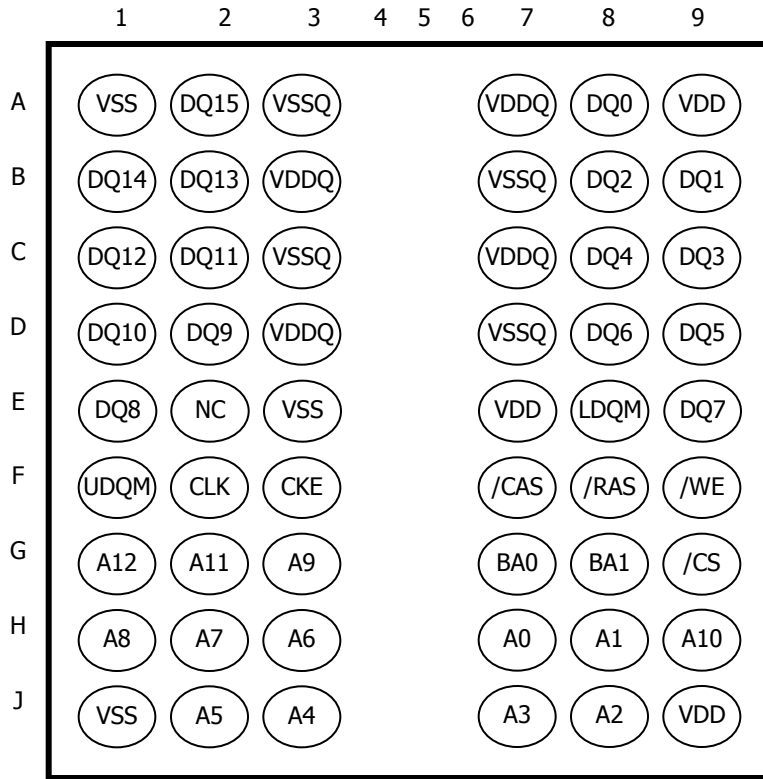 1 2 3 4 5 6 7 8 9
A VSS DQ15 VSSQ VDDQ DQ0 VDD
B DQ14 DQ13 VDDQ VSSQ DQ2 DQ1
C DQ12 DQ11 VSSQ VDDQ DQ4 DQ3
D DQ10 DQ9 VDDQ VSSQ DQ6 DQ5
E DQ8 NC VSS VDD LDQM DQ7
F UDQM CLK CKE /CAS /RAS /WE
G A12 A11 A9 BA0 BA1 /CS
H A8 A7 A6 A0 A1 A10
J VSS A5 A4 A3 A2 VDD